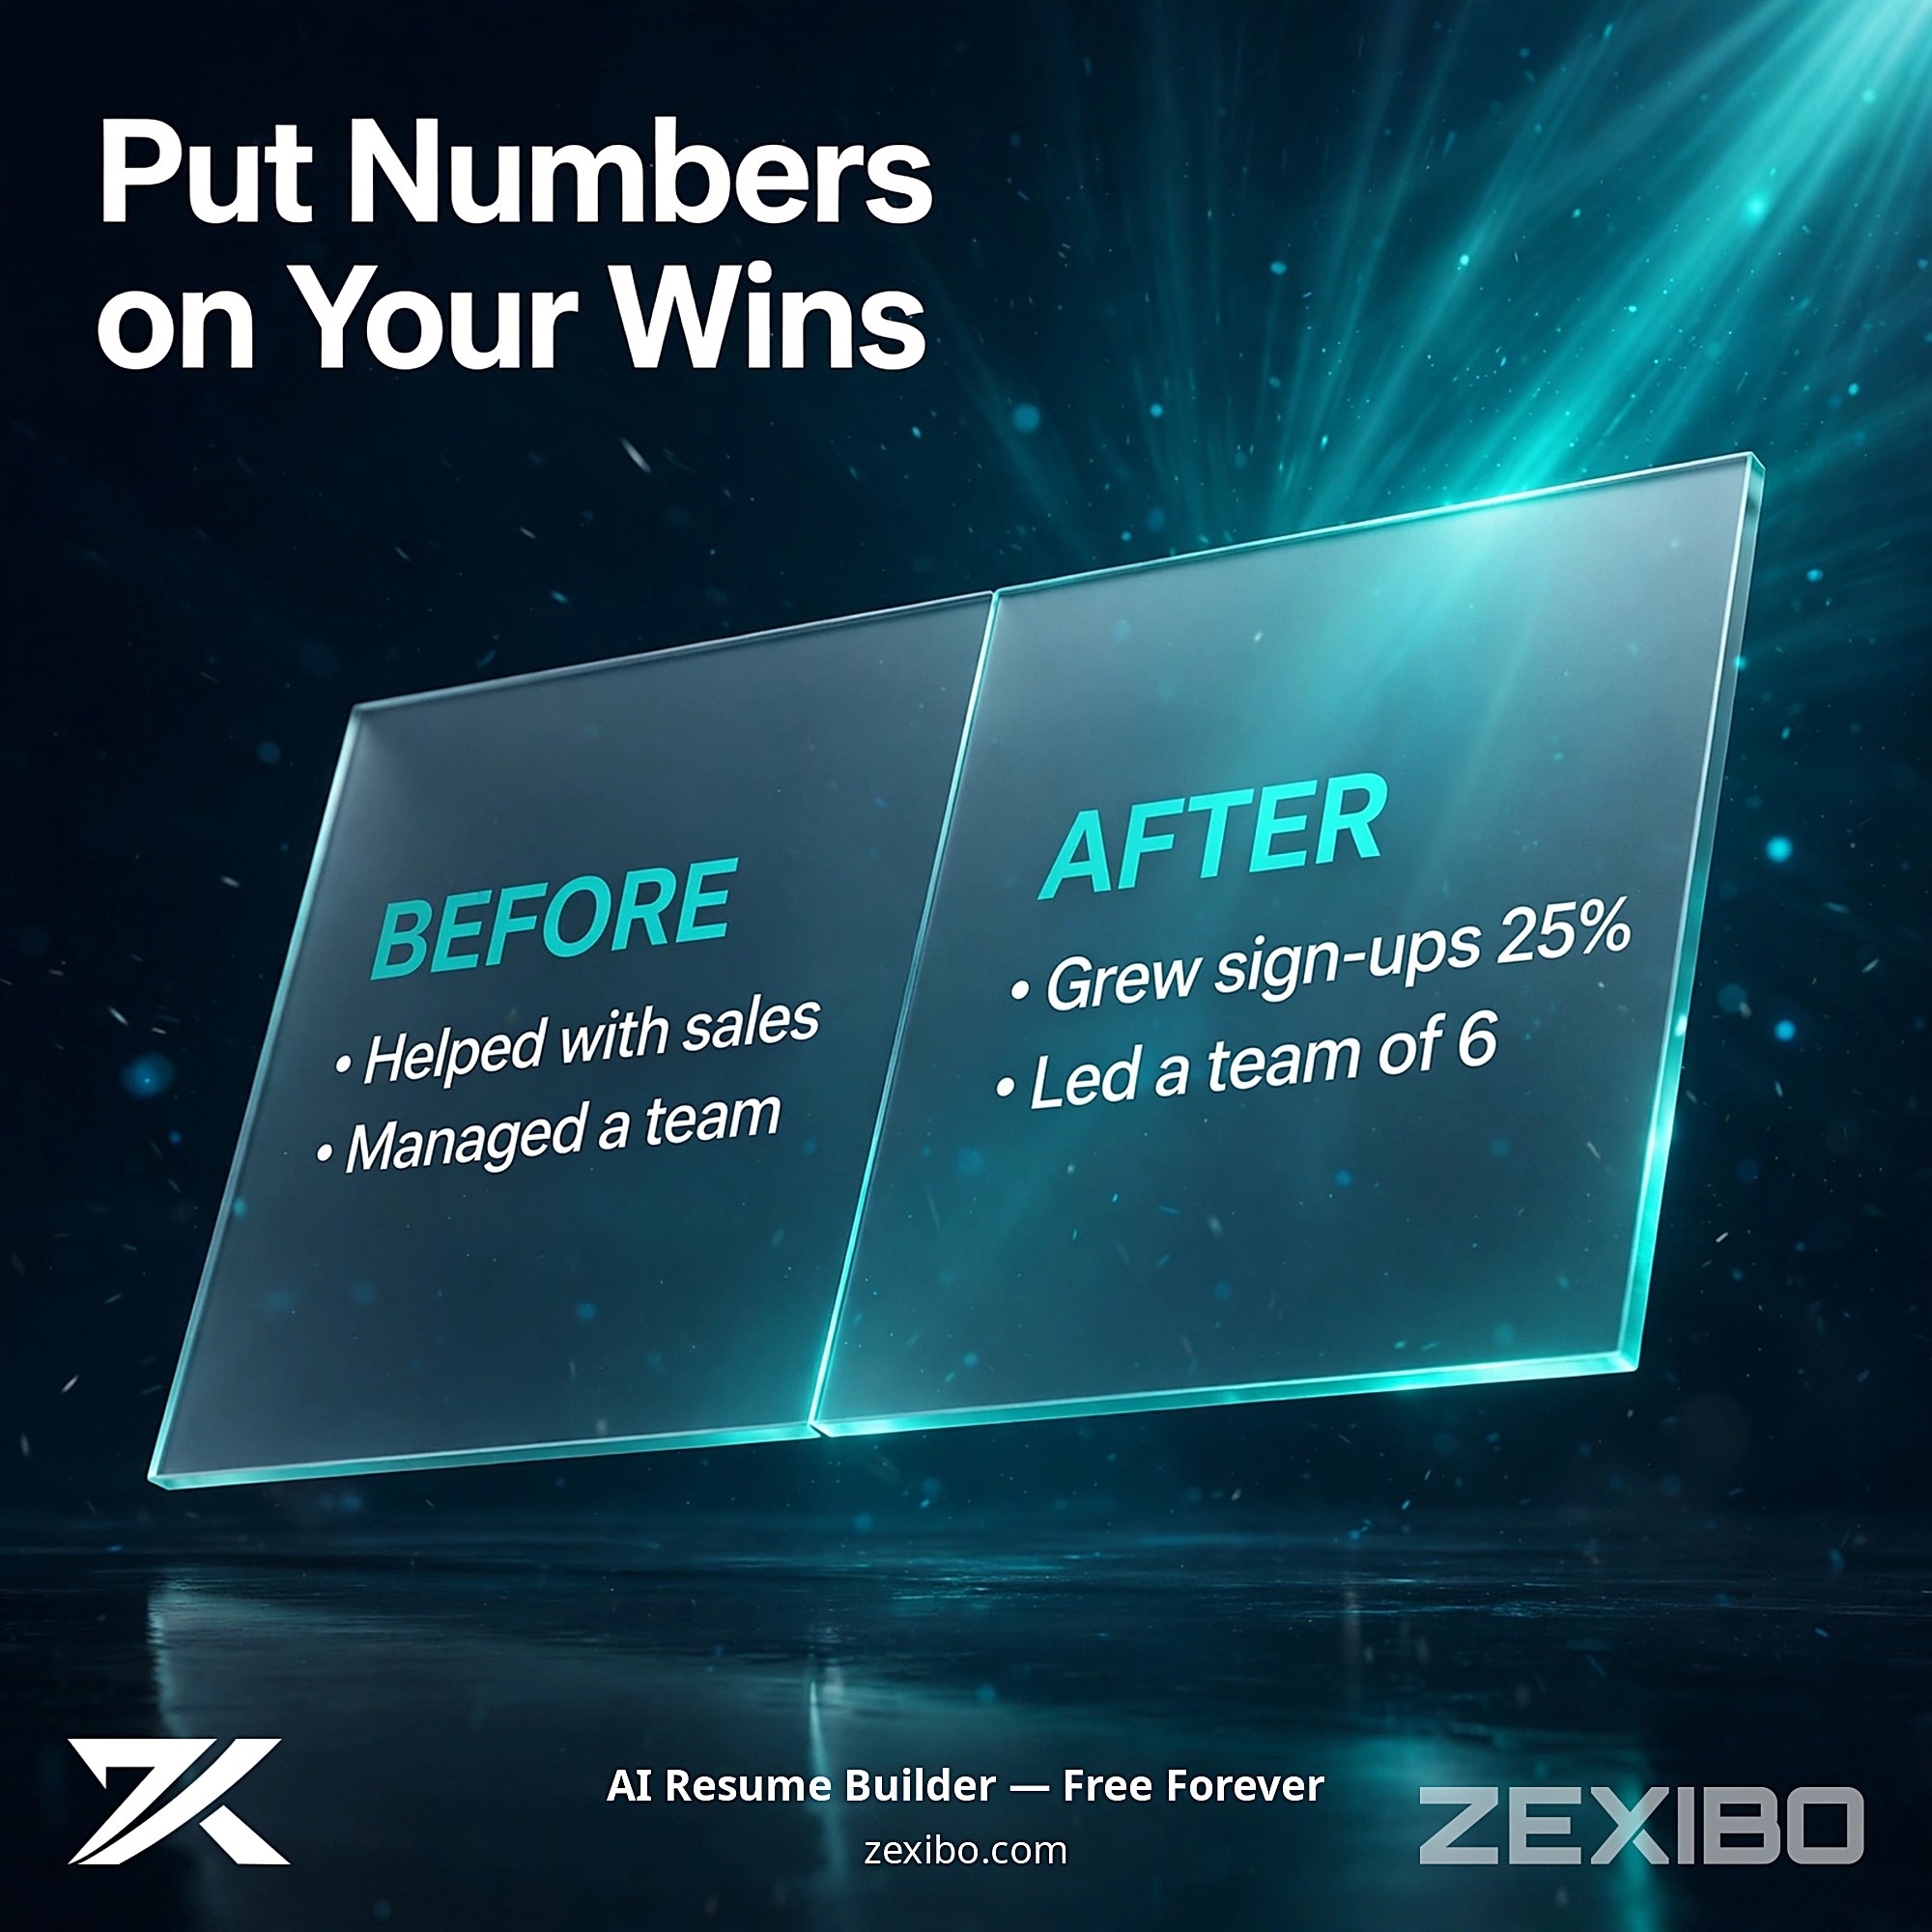 Put Numbers
on Your Wins
BEFORE
• Helped with sales
• Managed a team
AFTER
• Grew sign-ups 25%
• Led a team of 6
AI Resume Builder — Free Forever
zexibo.com
ZEXIBO